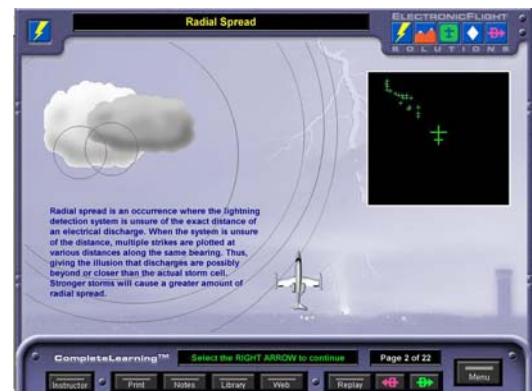 Radial Spread
ELECTRONICFLIGHT
SOLUTIONS
Radial spread is an occurrence where the lightning
detection system is unsure of the exact distance of
an electrical discharge. When the system is unsure
of the distance, multiple strikes are plotted at
various distances along the same bearing. Thus,
giving the illusion that discharges are possibly
beyond or closer than the actual storm cell.
Stronger storms will cause a greater amount of
radial spread.
CompleteLearning™ Select the RIGHT ARROW to continue Page 2 of 22
Instructor Print Notes Library Web Replay Menu